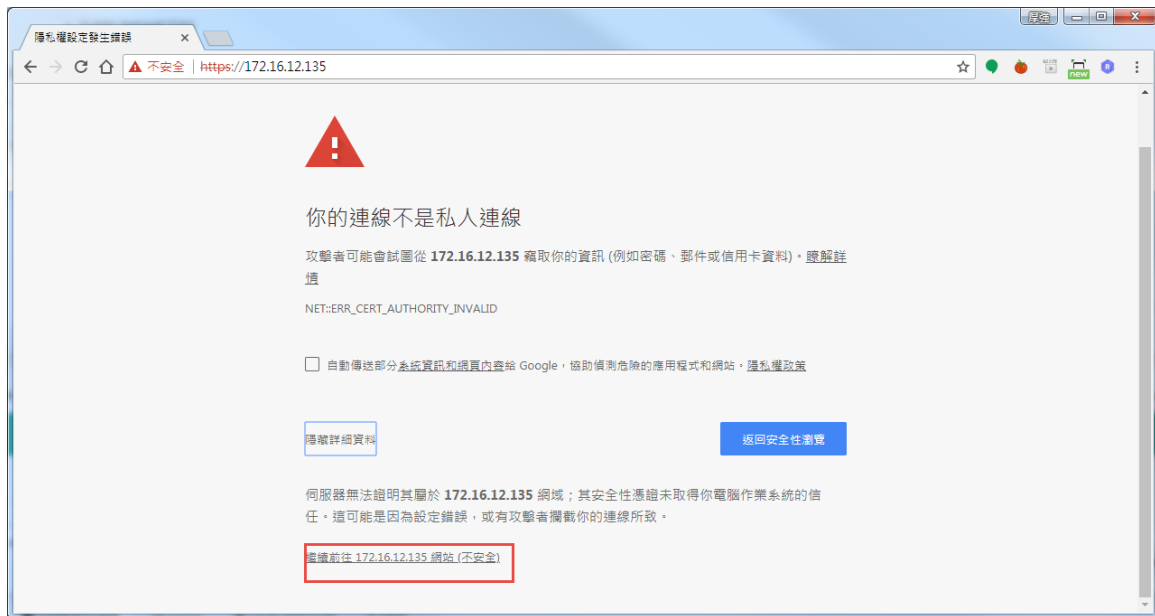 隱私權設定發生錯誤
不安全 | https://172.16.12.135
new
R
你的連線不是私人連線
攻擊者可能會試圖從 172.16.12.135 竊取你的資訊 (例如密碼、郵件或信用卡資料)。瞭解詳
情
NET::ERR_CERT_AUTHORITY_INVALID
自動傳送部分系統資訊和網頁內容給 Google,協助偵測危險的應用程式和網站。隱私權政策
隱藏詳細資料
返回安全性瀏覽
伺服器無法證明其屬於 172.16.12.135 網域;其安全性憑證未取得你電腦作業系統的信
任。這可能是因為設定錯誤,或有攻擊者攔截你的連線所致。
繼續前往 172.16.12.135 網站 (不安全)